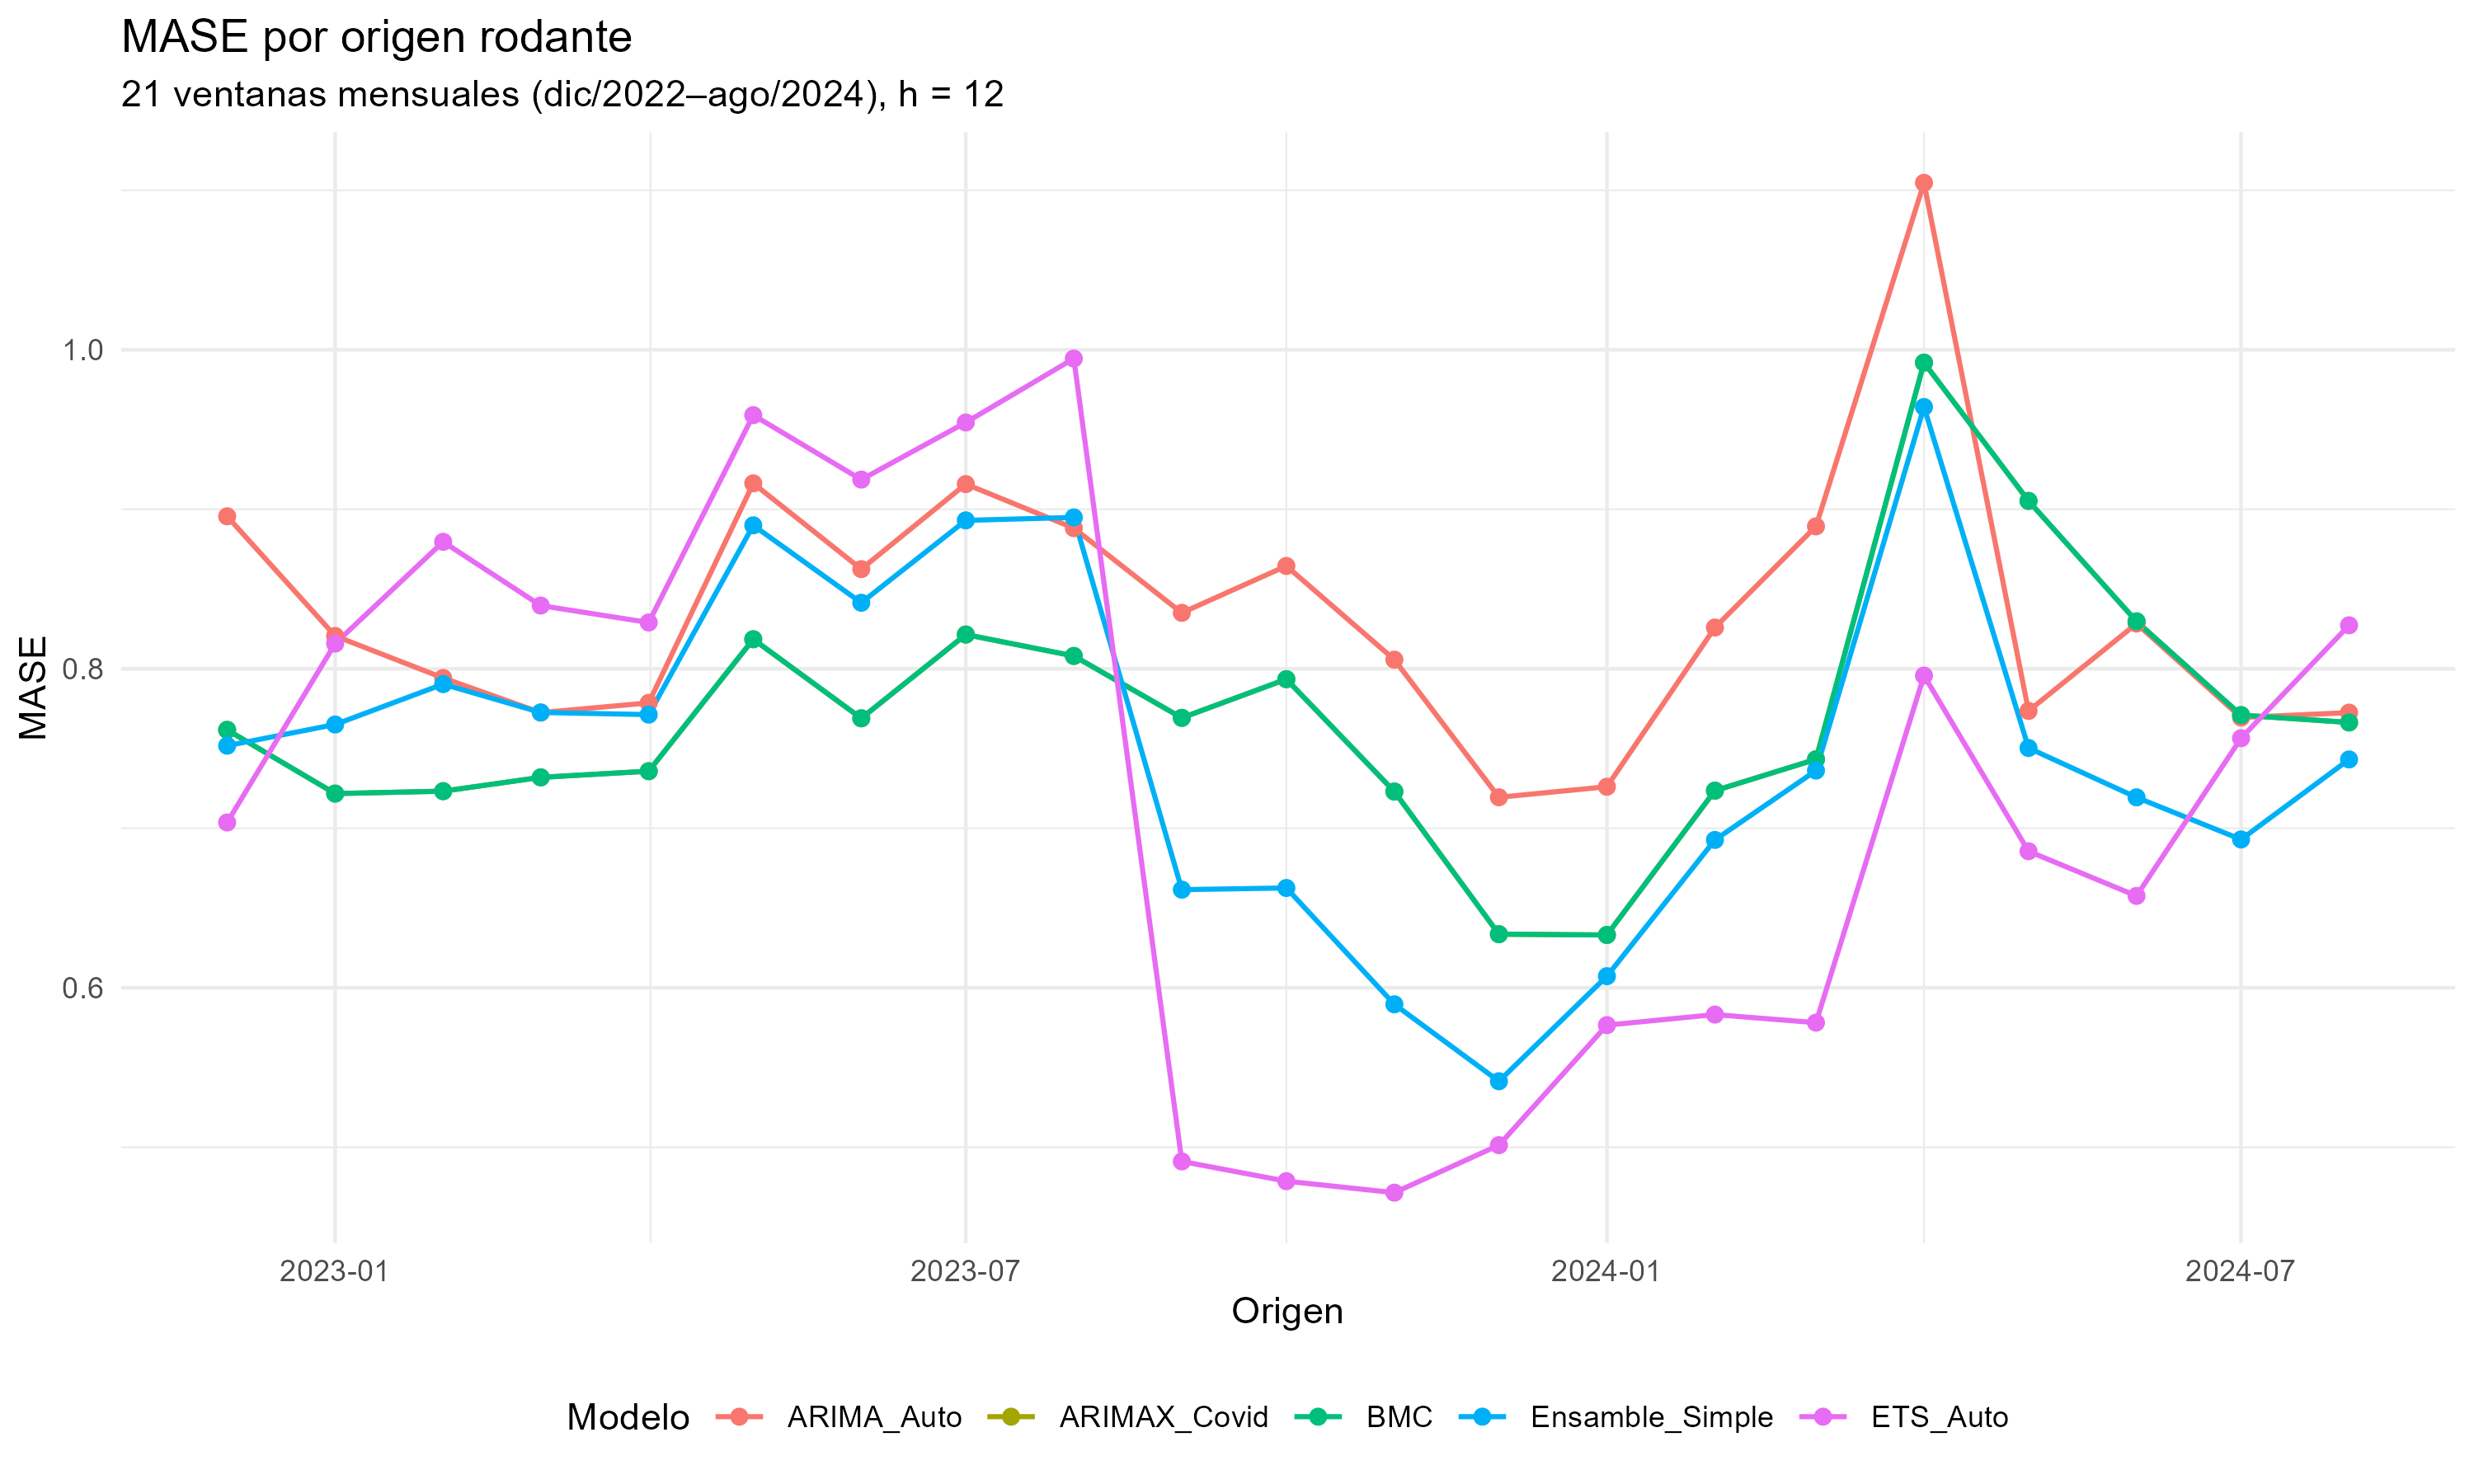 MASE por origen rodante
21 ventanas mensuales (dic/2022–ago/2024), h = 12
MASE
1.0
0.8
0.6
2023-01 2023-07 2024-01 2024-07
Origen
Modelo ARIMA_Auto ARIMAX_Covid BMC Ensamble_Simple ETS_Auto